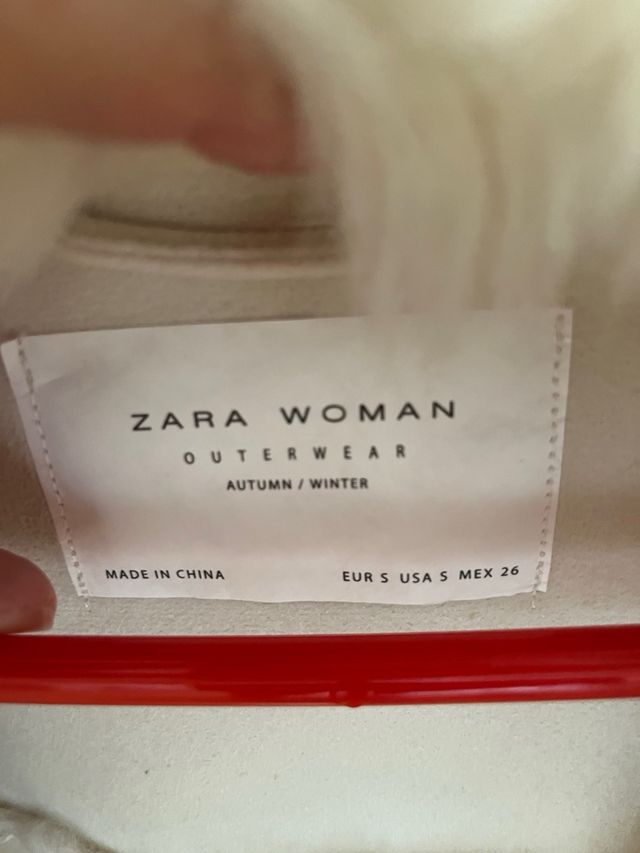 ZARA WOMAN
OUTERWEAR
AUTUMN / WINTER
MADE IN CHINA EUR S USA S MEX 26